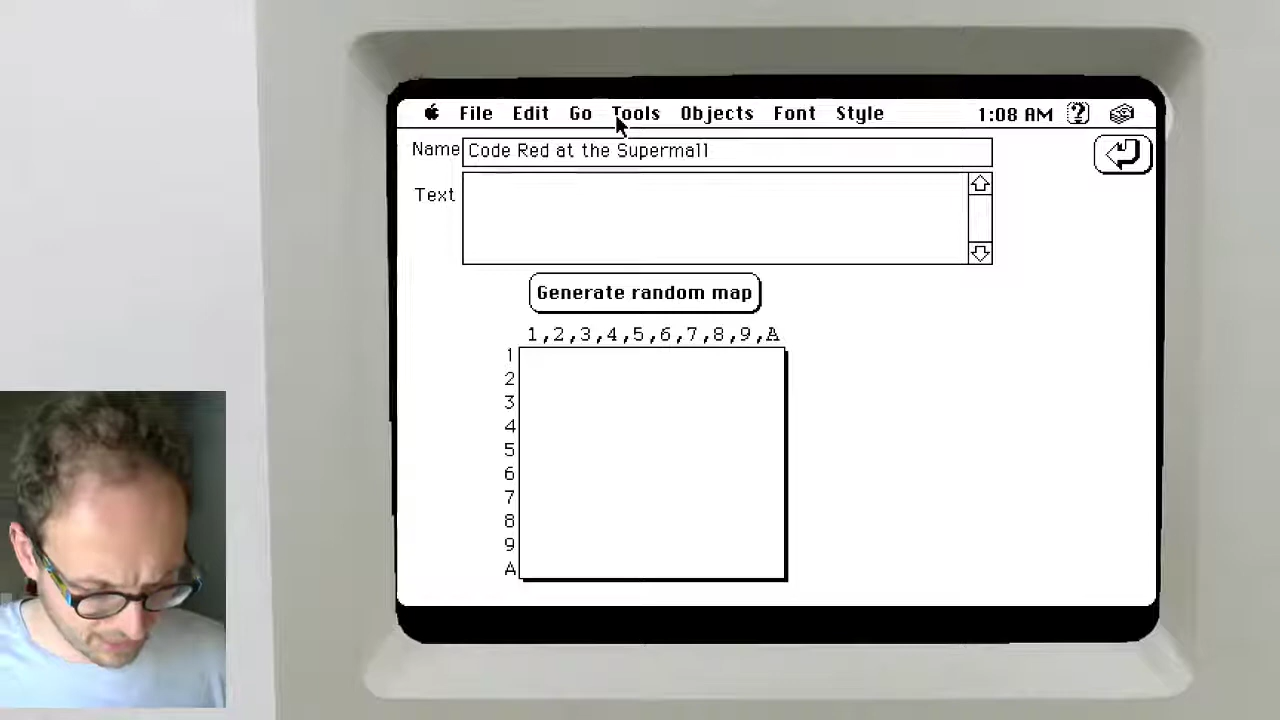 File Edit Go Tools Objects Font Style 1:08 AM ?
Name Code Red at the Supermall
Text
Generate random map
1,2,3,4,5,6,7,8,9,A
1
2
3
4
5
6
7
8
9
A